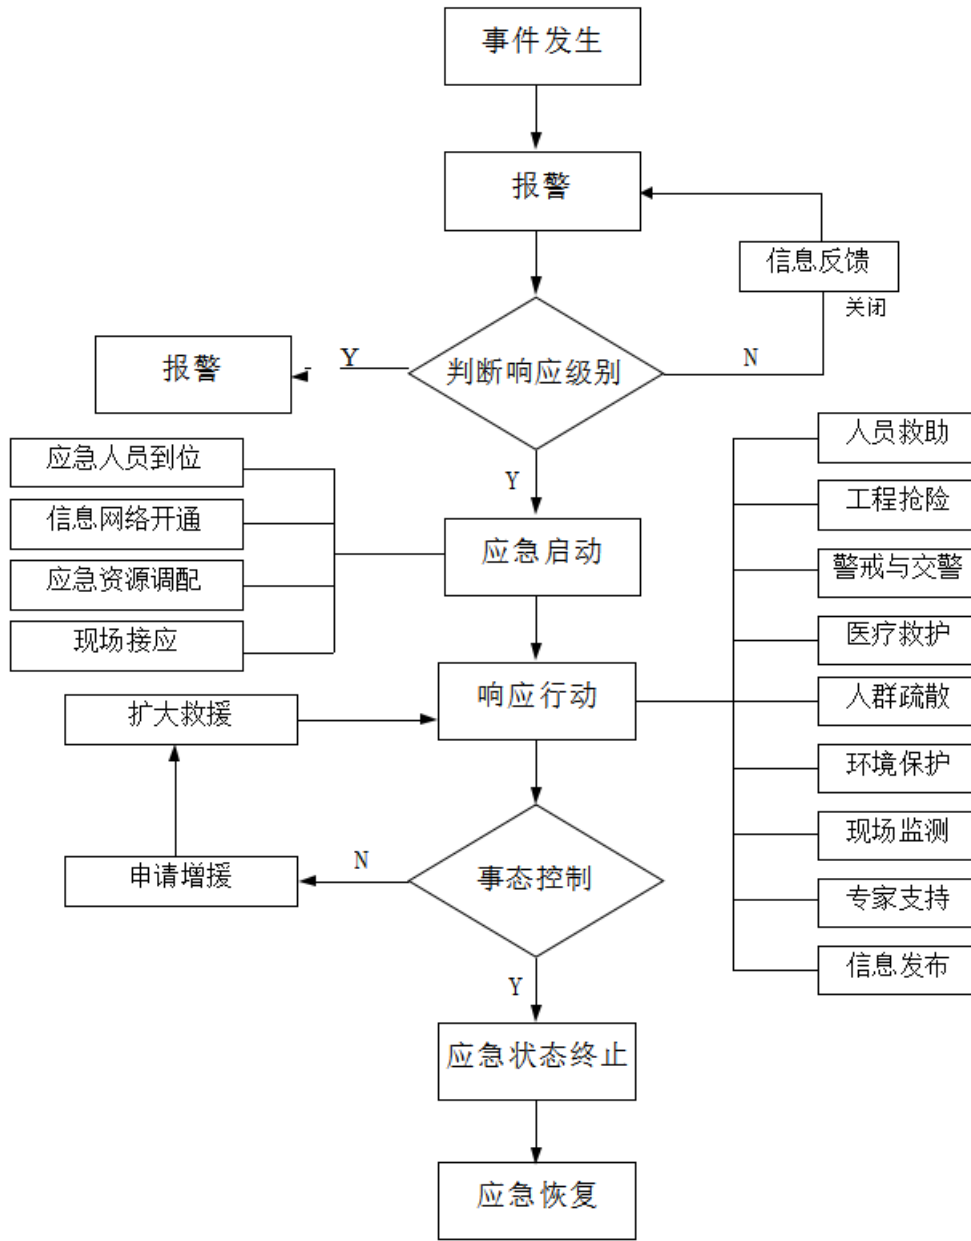 事件发生
报警
信息反馈
关闭
报警
Y
判断响应级别
N
Y
人员救助
工程抢险
警戒与交警
医疗救护
人群疏散
环境保护
现场监测
专家支持
信息发布
应急人员到位
信息网络开通
应急资源调配
现场接应
应急启动
响应行动
扩大救援
申请增援
N
事态控制
Y
应急状态终止
应急恢复